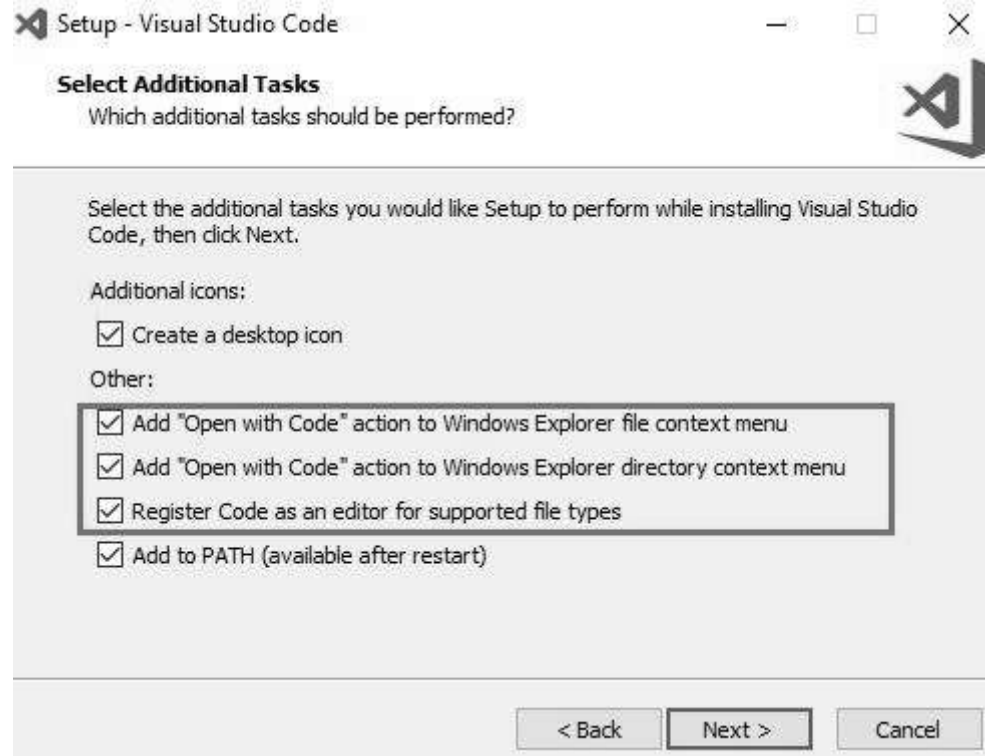 Setup - Visual Studio Code
Select Additional Tasks
Which additional tasks should be performed?
Select the additional tasks you would like Setup to perform while installing Visual Studio
Code, then click Next.
Additional icons:
Create a desktop icon
Other:
Add "Open with Code" action to Windows Explorer file context menu
Add "Open with Code" action to Windows Explorer directory context menu
Register Code as an editor for supported file types
Add to PATH (available after restart)
< Back Next > Cancel